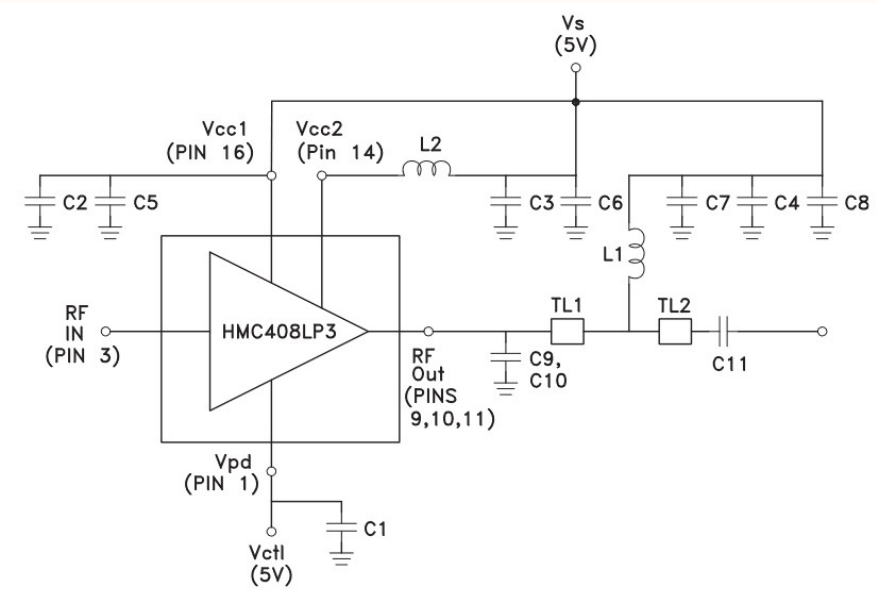 Vs
(5V)
Vcc1
(PIN 16)
Vcc2
(Pin 14)
L2
C2
C5
C3
C6
C7
C4
C8
L1
RF
IN
(PIN 3)
HMC408LP3
TL1
TL2
RF
Out
(PINS
9,10,11)
C9,
C10
C11
Vpd
(PIN 1)
C1
Vctl
(5V)